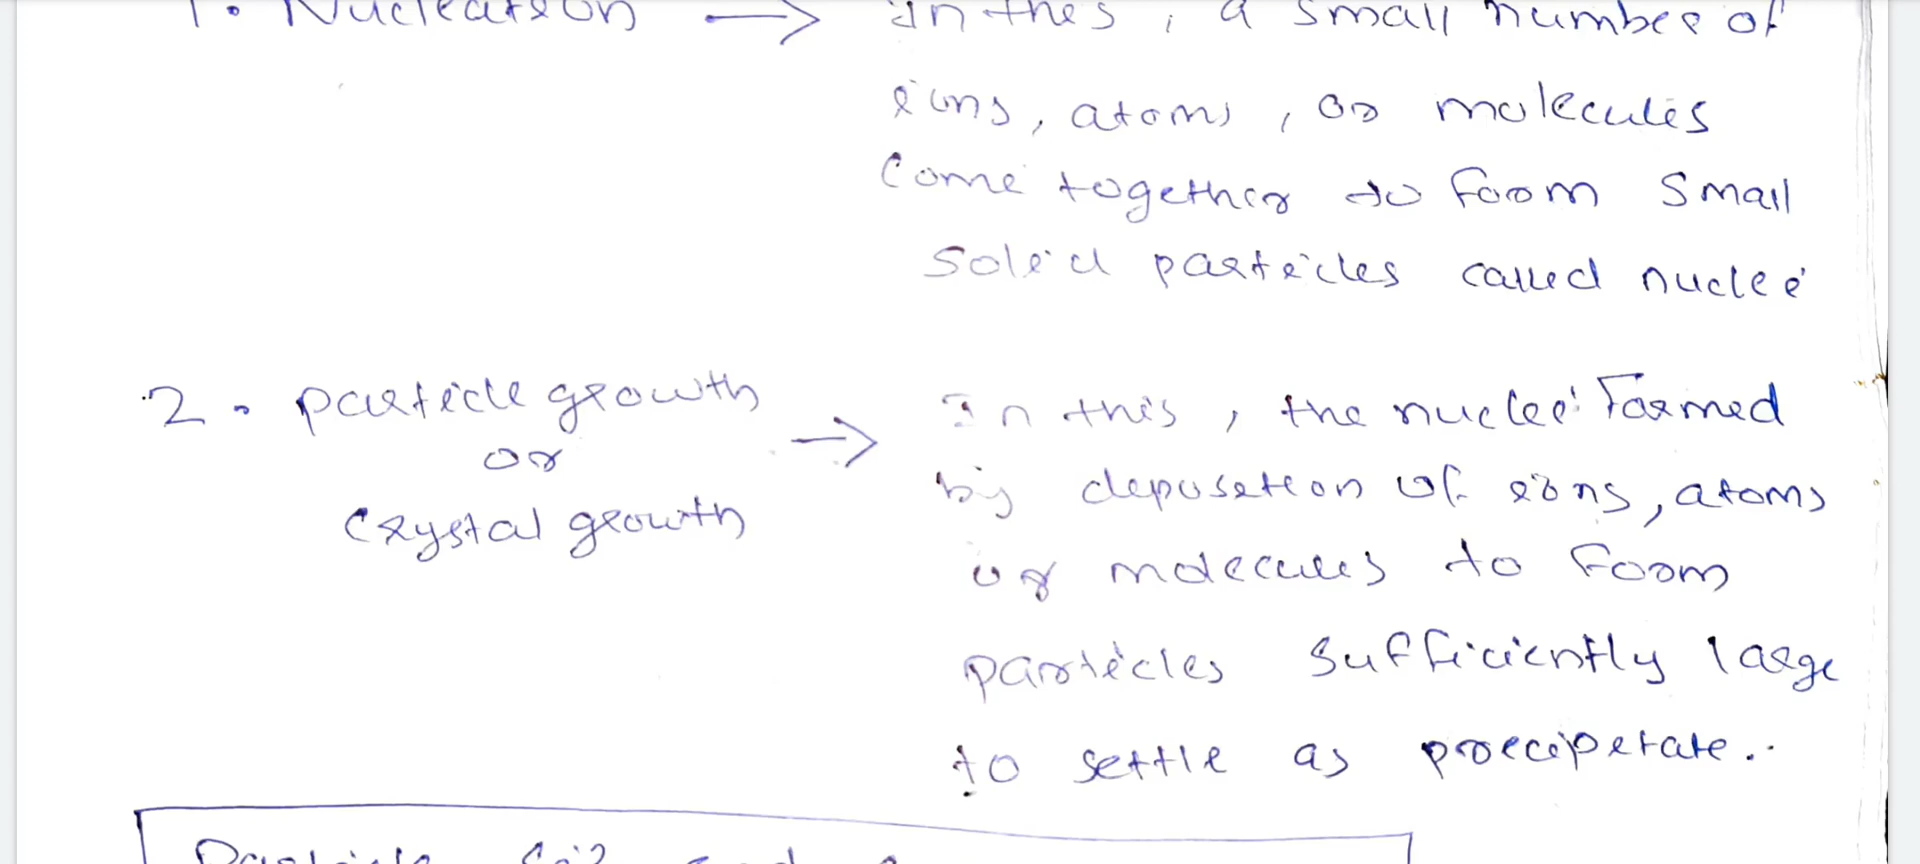 1. Nucleation → In this, a small number of
ions, atoms, or molecules
come together to form small
solid particles called nuclei
2. particle growth
or
crystal growth
→ In this, the nuclei formed
by deposition of ions, atoms
or molecules to form
particles sufficiently large
to settle as precipitate.
Particle